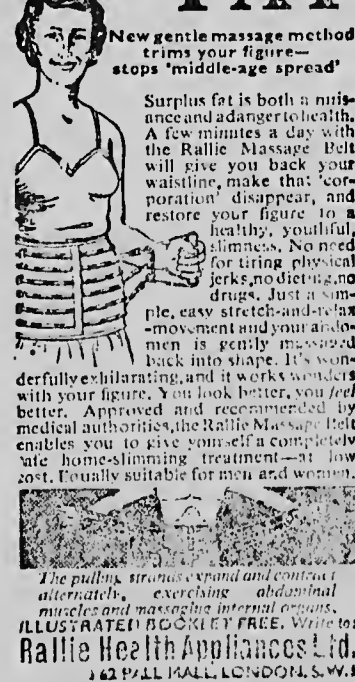 New gentle massage method
trims your figure—
stops 'middle-age spread'
Surplus fat is both a nuis-
ance and a danger to health.
A few minutes a day with
the Rallie Massage Belt
will give you back your
waistline, make that 'cor-
poration' disappear, and
restore your figure to a
healthy, youthful,
slimness. No need
for tiring physical
jerks, no dieting, no
drugs. Just a sim-
ple, easy stretch-and-relax
-movement and your abdo-
men is gently massaged
back into shape. It's won-
derfully exhilarating, and it works wonders
with your figure. You look better, you feel
better. Approved and recommended by
medical authorities, the Rallie Massage Belt
enables you to give yourself a completely
safe home-slimming treatment—at low
cost. Equally suitable for men and women.
The pulling strands expand and contract
alternately, exercising abdominal
muscles and massaging internal organs.
ILLUSTRATED BOOKLET FREE. Write to:
Rallie Health Appliances Ltd.
162 PALL MALL, LONDON, S.W.